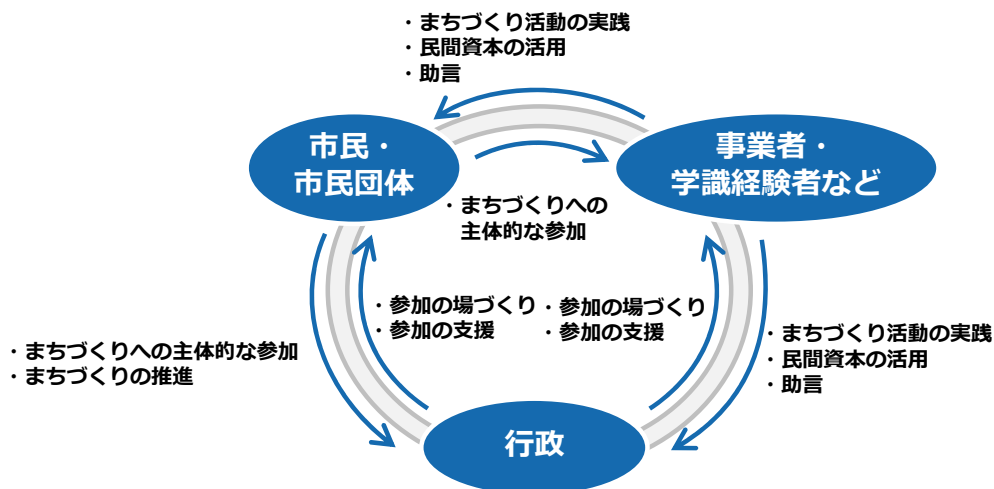 ・まちづくり活動の実践
・民間資本の活用
・助言
市民・
市民団体
事業者・
学識経験者など
・まちづくりへの
主体的な参加
・参加の場づくり
・参加の支援
・参加の場づくり
・参加の支援
・まちづくりへの主体的な参加
・まちづくりの推進
・まちづくり活動の実践
・民間資本の活用
・助言
行政